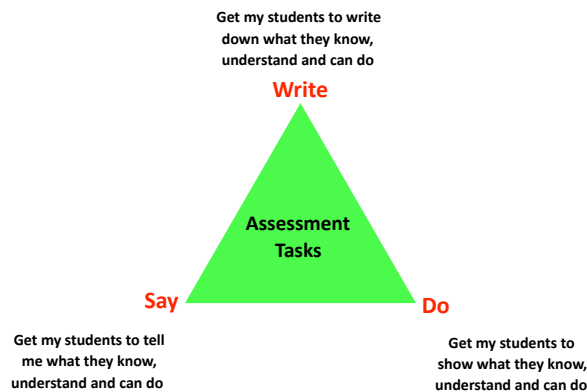 Get my students to write
down what they know,
understand and can do
Write
Assessment
Tasks
Say
Do
Get my students to tell
me what they know,
understand and can do
Get my students to
show what they know,
understand and can do